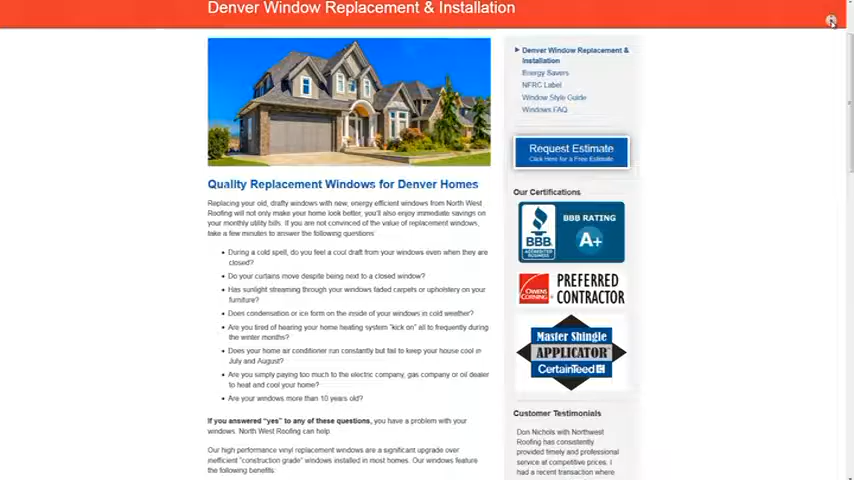 Denver Window Replacement & Installation
Quality Replacement Windows for Denver Homes
Replacing your old, drafty windows with new, energy efficient windows from North West
Roofing will not only make your home look better, you'll also enjoy immediate savings on
your monthly utility bills. If you are not convinced of the value of replacement windows,
take a few minutes to answer the following questions:
• During a cold spell, do you feel a cool draft from your windows even when they are
closed?
• Do your curtains move despite being next to a closed window?
• Has sunlight streaming through your windows faded carpets or upholstery on your
furniture?
• Does condensation or ice form on the inside of your windows in cold weather?
• Are you tired of hearing your home heating system "kick on" all to frequently during
the winter months?
• Does your home air conditioner run constantly but fail to keep your house cool in
July and August?
• Are you simply paying too much to the electric company, gas company or oil dealer
to heat and cool your home?
• Are your windows more than 10 years old?
If you answered "yes" to any of these questions, you have a problem with your
windows. North West Roofing can help.
Our high performance vinyl replacement windows are a significant upgrade over
inefficient "construction grade" windows installed in most homes. Our windows feature
the following benefits:
Denver Window Replacement &
Installation
Energy Savers
NFRC Label
Window Style Guide
Windows FAQ
Request Estimate
Click Here for a Free Estimate
Our Certifications
BBB
ACCREDITED
BUSINESS
BBB RATING
A+
OWENS
CORNING
PREFERRED
CONTRACTOR
Master Shingle
APPLICATOR
CertainTeed
Customer Testimonials
Don Nichols with Northwest
Roofing has consistently
provided timely and professional
service at competitive prices. I
had a recent transaction where